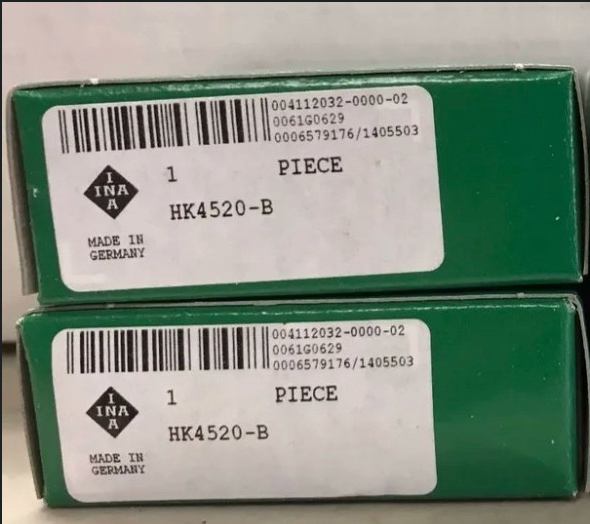 004112032-0000-02
0061G0629
0006579176/1405503
1 PIECE
I
INA
A
HK4520-B
MADE IN
GERMANY
004112032-0000-02
0061G0629
0006579176/1405503
1 PIECE
I
INA
A
HK4520-B
MADE IN
GERMANY